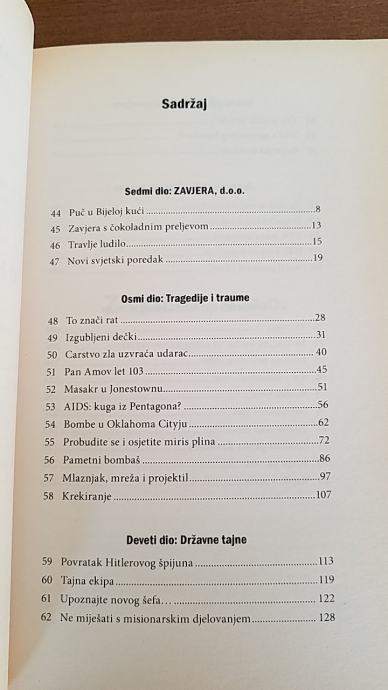 Sadržaj
Sedmi dio: ZAVJERA, d.o.o.
44 Puč u Bijeloj kući........................................8
45 Zavjera s čokoladnim preljevom........................13
46 Travlje ludilo..............................................15
47 Novi svjetski poredak ....................................19
Osmi dio: Tragedije i traume
48 To znači rat ................................................28
49 Izgubljeni dečki............................................31
50 Carstvo zla uzvraća udarac.............................. 40
51 Pan Amov let 103 ..........................................45
52 Masakr u Jonestownu......................................51
53 AIDS: kuga iz Pentagona? ................................56
54 Bombe u Oklahoma Cityju ................................62
55 Probudite se i osjetite miris plina ........................72
56 Pametni bombaš ............................................86
57 Mlaznjak, mreža i projektil................................97
58 Krekiranje ..................................................107
Deveti dio: Državne tajne
59 Povratak Hitlerovog špijuna ..............................113
60 Tajna ekipa..................................................119
61 Upoznajte novog šefa… .................................. 122
62 Ne miješati s misionarskim djelovanjem................ 128